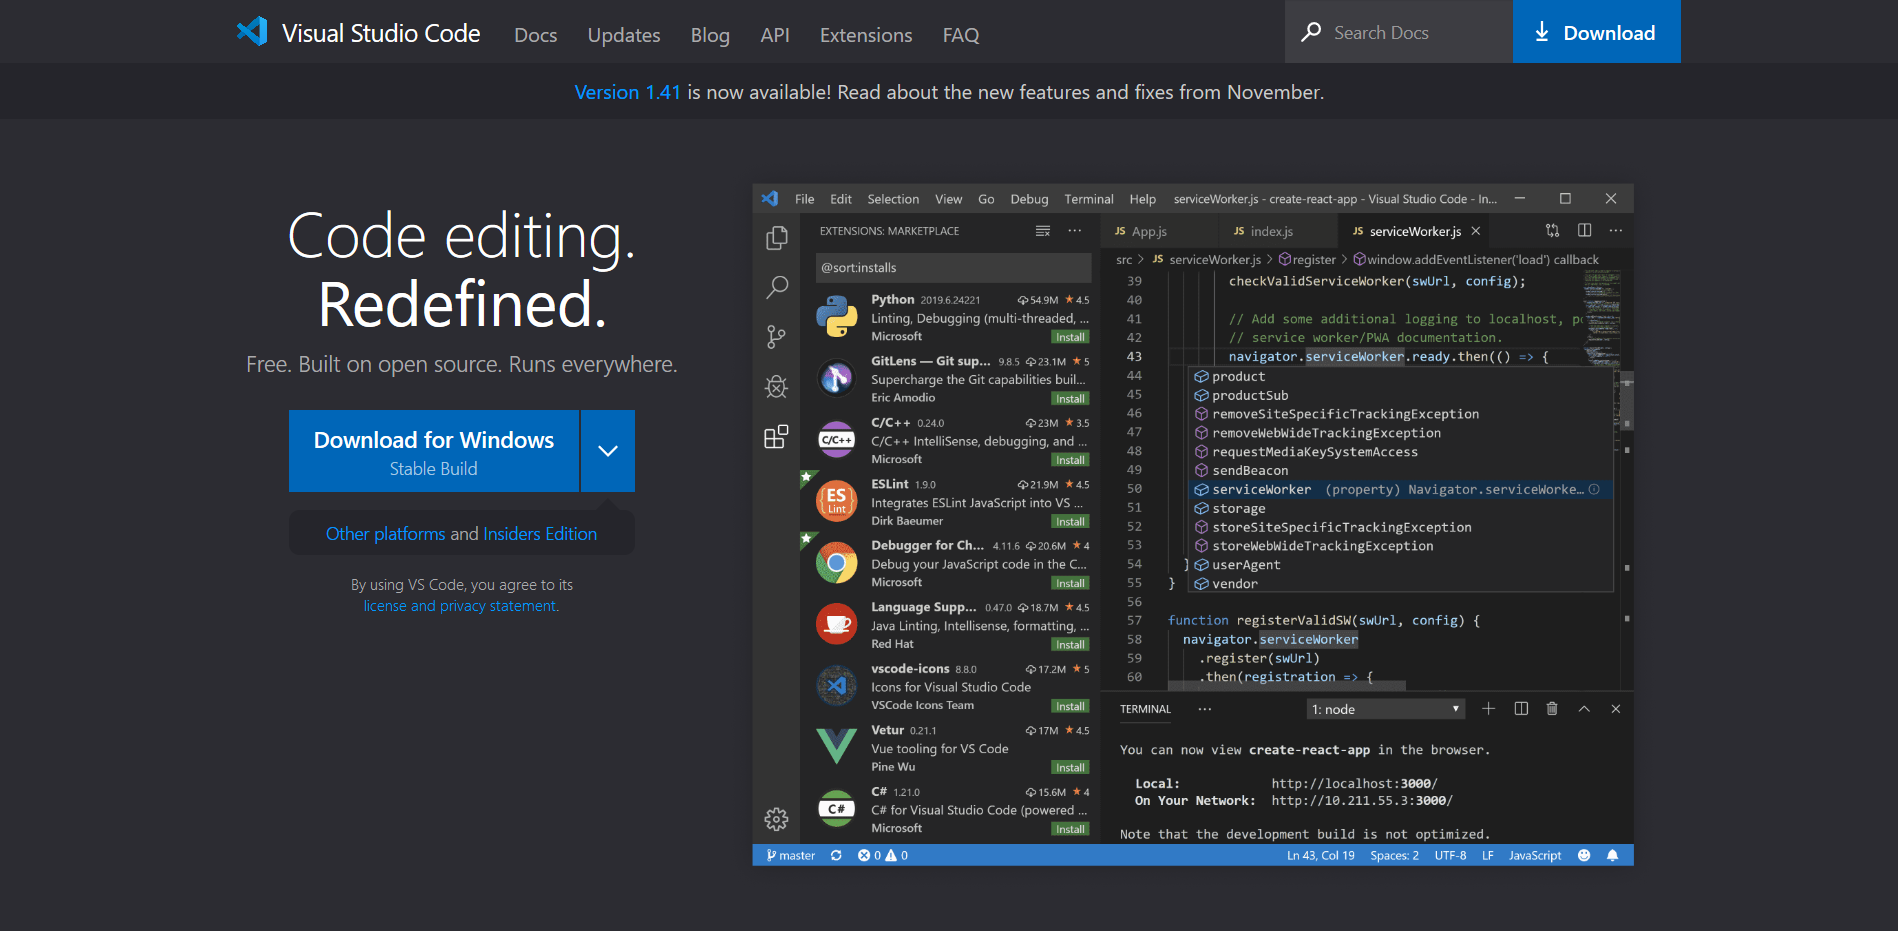 Visual Studio Code Docs Updates Blog API Extensions FAQ Search Docs Download
Version 1.41 is now available! Read about the new features and fixes from November.
Code editing.
Redefined.
Free. Built on open source. Runs everywhere.
Download for Windows
Stable Build
Other platforms and Insiders Edition
By using VS Code, you agree to its
license and privacy statement.
File Edit Selection View Go Debug Terminal Help serviceWorker.js - create-react-app - Visual Studio Code - In...
EXTENSIONS: MARKETPLACE
@sort:installs
Python 2019.6.24221 54.9M 4.5
Linting, Debugging (multi-threaded, ...
Microsoft Install
GitLens — Git sup... 9.8.5 23.1M 5
Supercharge the Git capabilities buil...
Eric Amodio Install
C/C++
C/C++ 0.24.0 23M 3.5
C/C++ IntelliSense, debugging, and ...
Microsoft Install
ES
Lint
ESLint 1.9.0 21.9M 4.5
Integrates ESLint JavaScript into VS ...
Dirk Baeumer Install
Debugger for Ch... 4.11.6 20.6M 4
Debug your JavaScript code in the C...
Microsoft Install
Language Supp... 0.47.0 18.7M 4.5
Java Linting, Intellisense, formatting, ...
Red Hat Install
vscode-icons 8.8.0 17.2M 5
Icons for Visual Studio Code
VSCode Icons Team Install
Vetur 0.21.1 17M 4.5
Vue tooling for VS Code
Pine Wu Install
C#
C# 1.21.0 15.6M 4
C# for Visual Studio Code (powered ...
Microsoft Install
JS App.js JS index.js JS serviceWorker.js
src > JS serviceWorker.js > register > window.addEventListener('load') callback
39 checkValidServiceWorker(swUrl, config);
40
41 // Add some additional logging to localhost, p
42 // service worker/PWA documentation.
43 navigator.serviceWorker.ready.then(() => {
44 product
45 productSub
46 removeSiteSpecificTrackingException
47 removeWebWideTrackingException
48 requestMediaKeySystemAccess
49 sendBeacon
50 serviceWorker (property) Navigator.serviceWorke...
51 storage
52 storeSiteSpecificTrackingException
53 storeWebWideTrackingException
54 } userAgent
55 } vendor
56
57 function registerValidSW(swUrl, config) {
58 navigator.serviceWorker
59 .register(swUrl)
60 .then(registration => {
TERMINAL ... 1: node
You can now view create-react-app in the browser.
Local: http://localhost:3000/
On Your Network: http://10.211.55.3:3000/
Note that the development build is not optimized.
master 0 0 Ln 43, Col 19 Spaces: 2 UTF-8 LF JavaScript